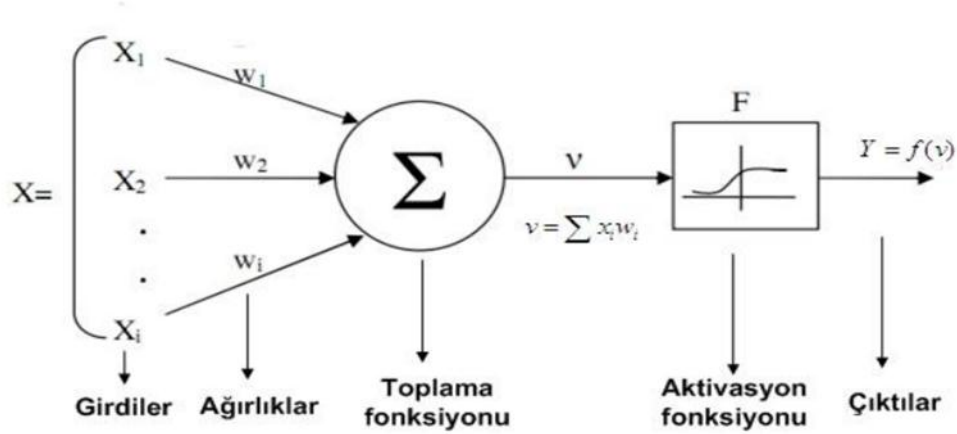 X=
X₁
X₂
.
.
Xᵢ
w₁
w₂
wᵢ
Σ
v
v = ∑ xᵢwᵢ
F
Y = f(v)
Girdiler
Ağırlıklar
Toplama
fonksiyonu
Aktivasyon
fonksiyonu
Çıktılar